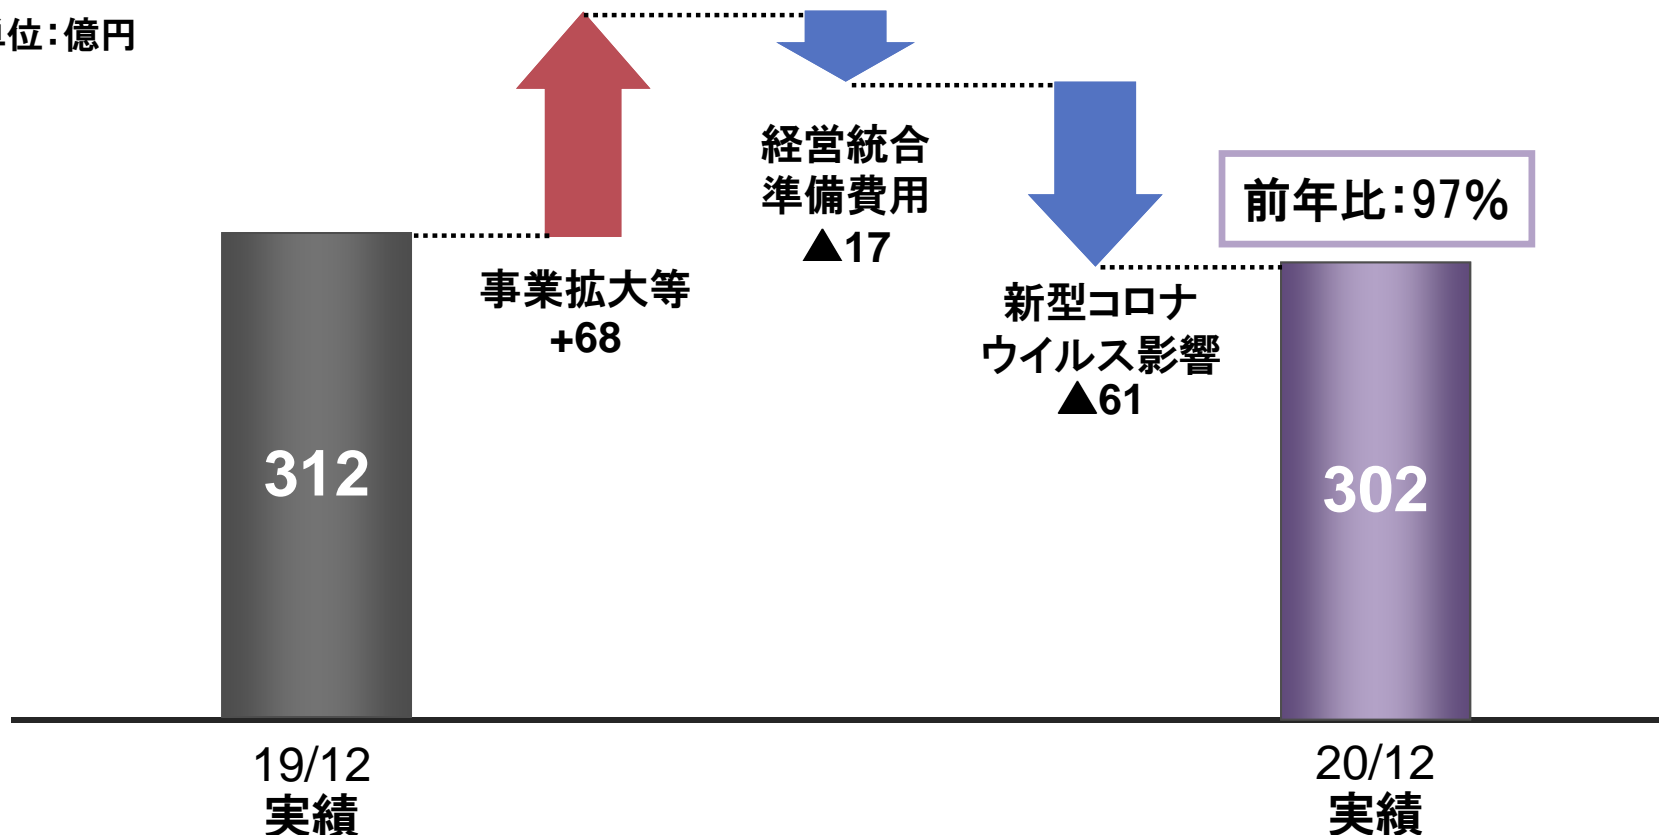 位：億円
経営統合
準備費用
▲17
前年比：97%
事業拡大等
+68
新型コロナ
ウイルス影響
▲61
312
302
19/12
実績
20/12
実績